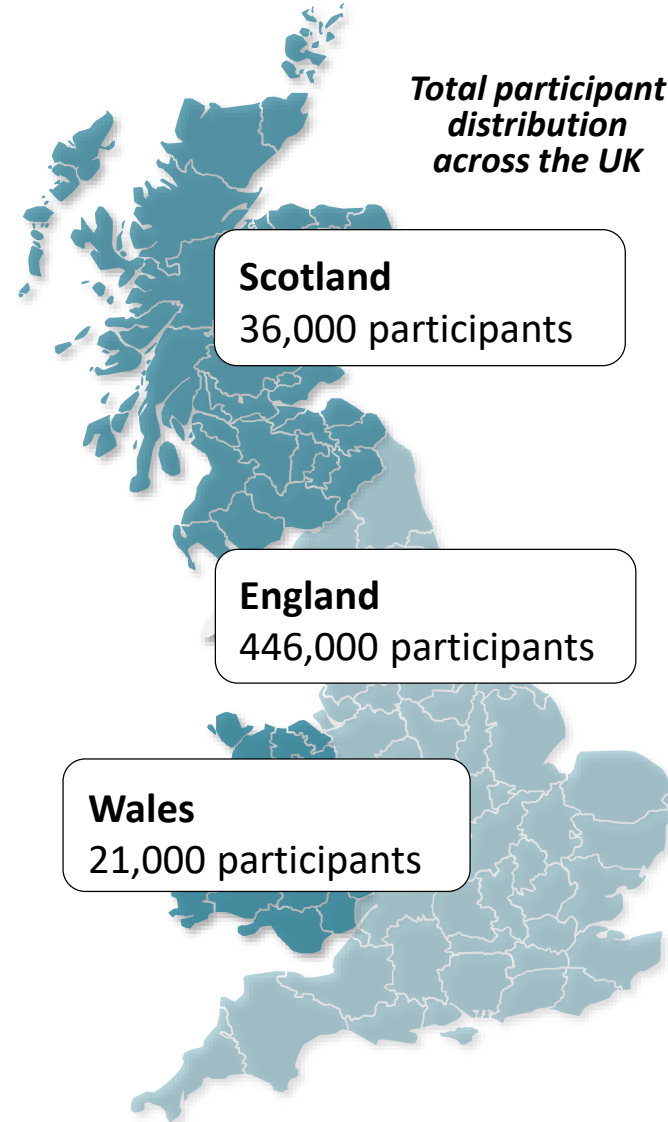 Total participant
distribution
across the UK
Scotland
36,000 participants
England
446,000 participants
Wales
21,000 participants